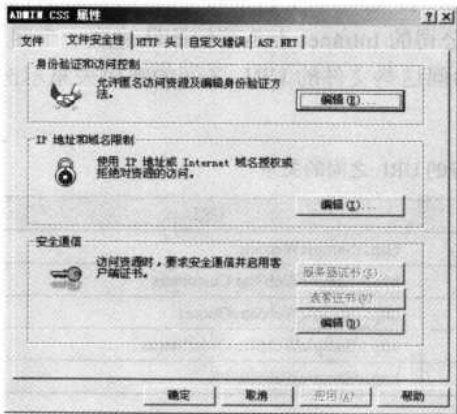 ADMIN.CSS 属性
文件 文件安全性 HTTP 头 自定义错误 ASP.NET
身份验证和访问控制
允许匿名访问资源及编辑身份验证方
法。
编辑(E)...
IP 地址和域名限制
使用 IP 地址或 Internet 域名授权或
拒绝对资源的访问。
编辑(I)...
安全通信
访问资源时，要求安全通信并启用客
户端证书。
服务器证书(S)...
查看证书(V)
编辑(D)...
确定 取消 应用(A) 帮助